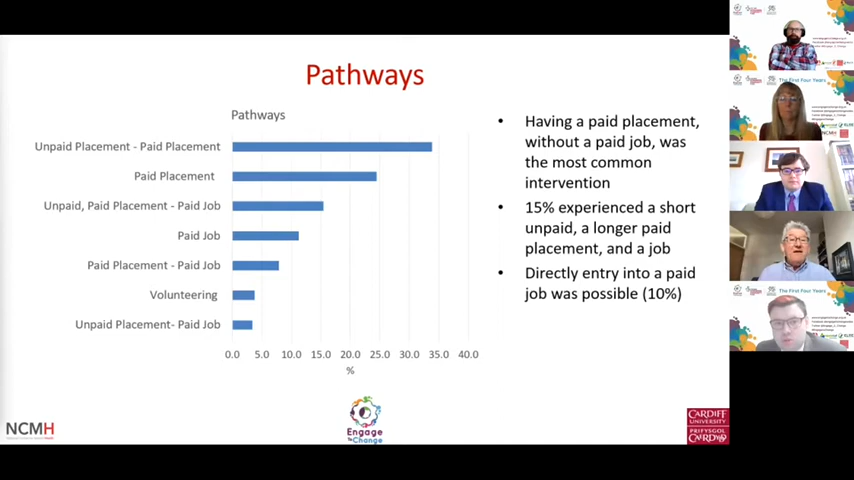 Pathways
Pathways
Unpaid Placement - Paid Placement
Paid Placement
Unpaid, Paid Placement - Paid Job
Paid Job
Paid Placement - Paid Job
Volunteering
Unpaid Placement- Paid Job
0.0 5.0 10.0 15.0 20.0 25.0 30.0 35.0 40.0
%
• Having a paid placement,
without a paid job, was
the most common
intervention
• 15% experienced a short
unpaid, a longer paid
placement, and a job
• Directly entry into a paid
job was possible (10%)
NCMH
Engage
To Change
CARDIFF
UNIVERSITY
PRIFYSGOL
CAERDYDD
The First Four Years
The First Four Years